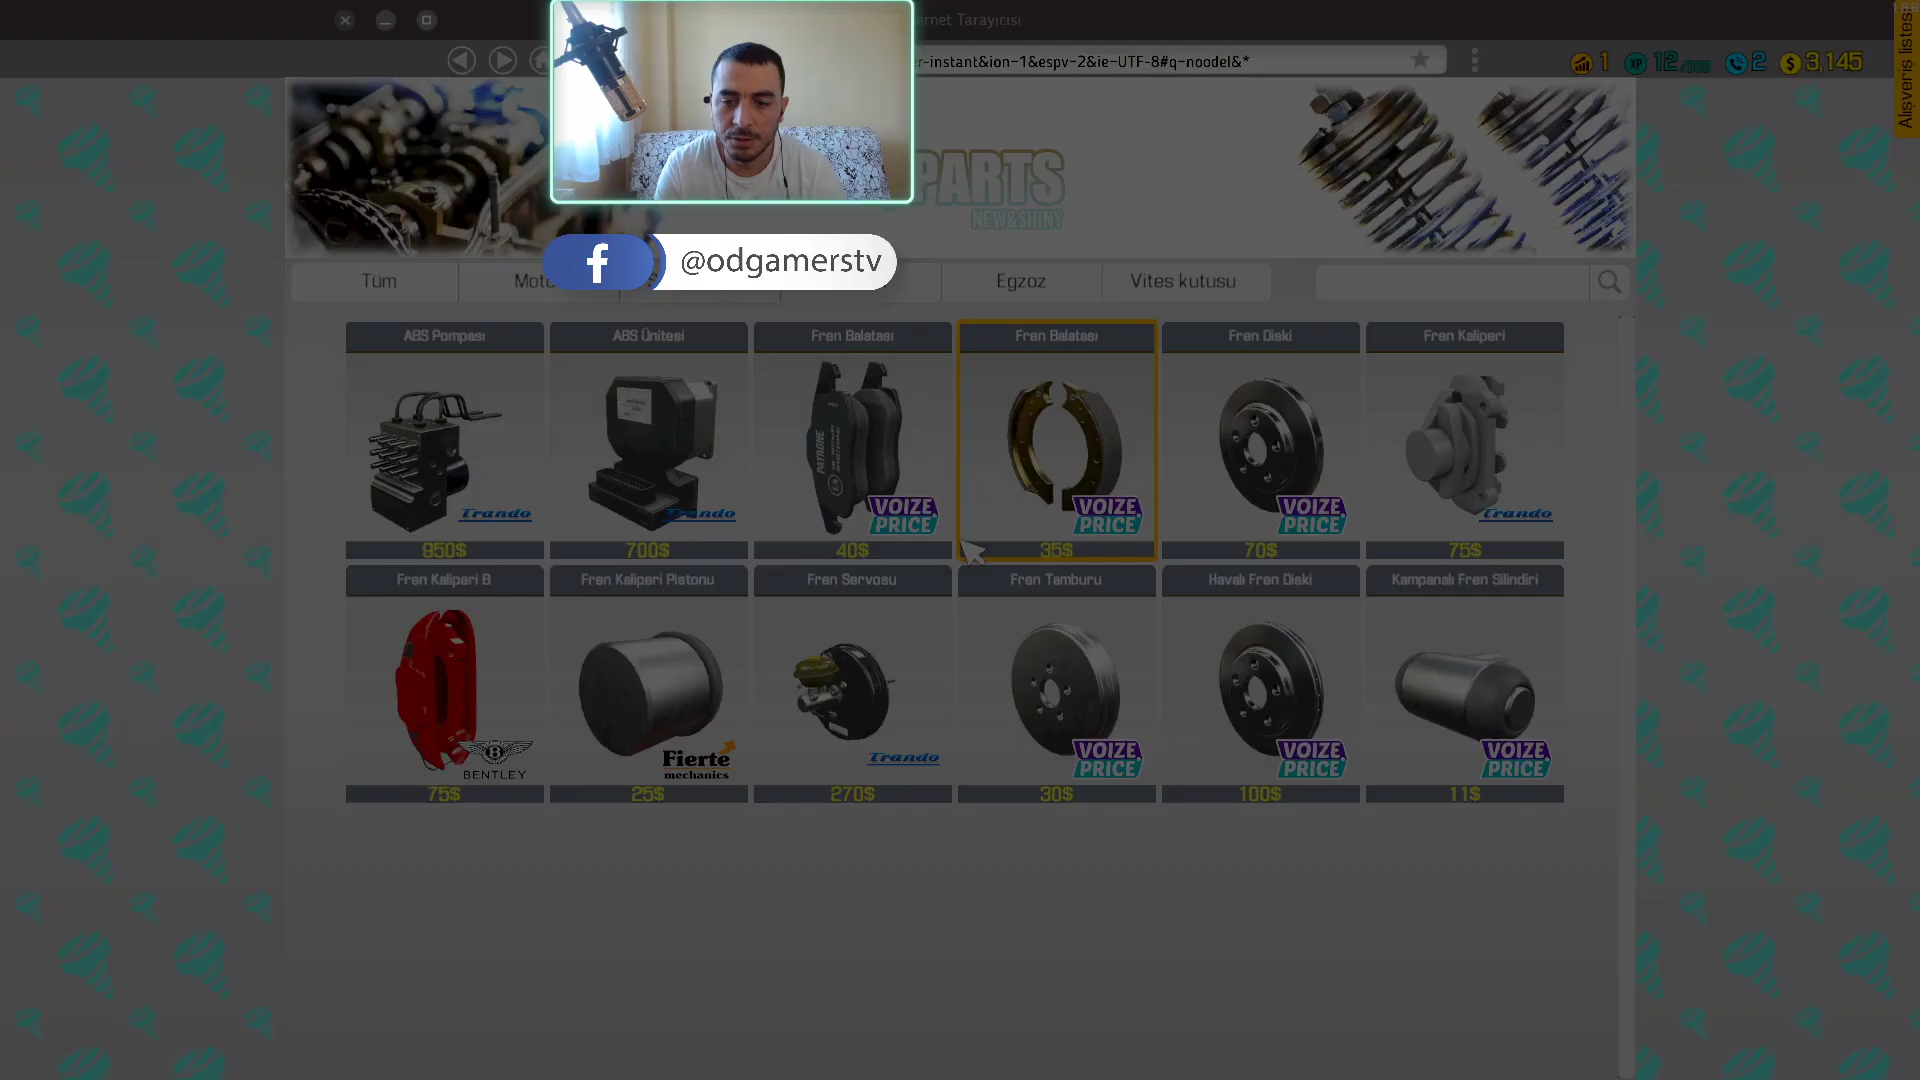 rnet Tarayıcısı
r-instant&ion-1&espv-2&ie-UTF-8#q-noodel&*
1
XP 12
2
$ 3,145
Alışveriş listesi
PARTS
NEW&SHINY
f @odgamerstv
Tüm
Moto
Egzoz
Vites kutusu
ABS Pompası
ABS Ünitesi
Fren Balatası
Fren Balatası
Fren Diski
Fren Kaliperi
PATRONE
Trando
Trando
VOIZE PRICE
VOIZE PRICE
VOIZE PRICE
Trando
950$
700$
40$
35$
70$
75$
Fren Kaliperi B
Fren Kaliperi Pistonu
Fren Servosu
Fren Tamburu
Havalı Fren Diski
Kampanalı Fren Silindiri
B
BENTLEY
Fierte
mechanics
Trando
VOIZE PRICE
VOIZE PRICE
VOIZE PRICE
75$
25$
270$
30$
100$
11$